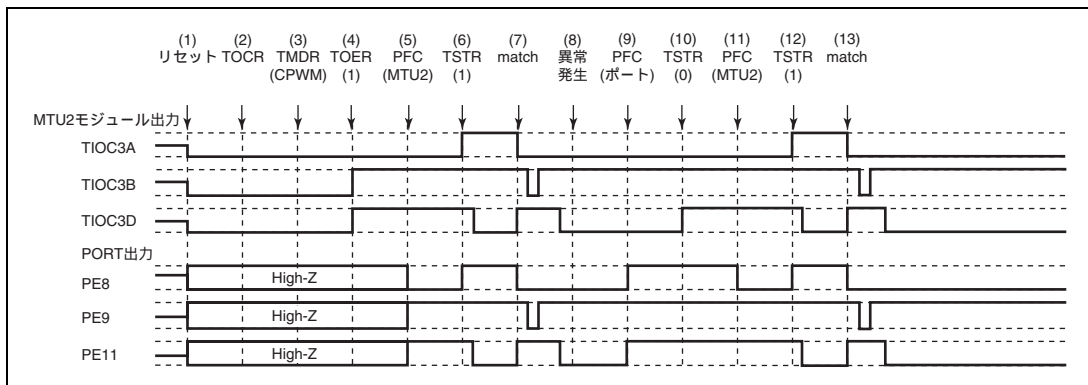 (1) (2) (3) (4) (5) (6) (7) (8) (9) (10) (11) (12) (13)
リセット TOCR TMDR TOER PFC TSTR match 異常 PFC TSTR PFC TSTR match
(CPWM) (1) (MTU2) (1) 発生 (ポート) (0) (MTU2) (1)
MTU2モジュール出力
TIOC3A
TIOC3B
TIOC3D
PORT出力
PE8 High-Z
PE9 High-Z
PE11 High-Z